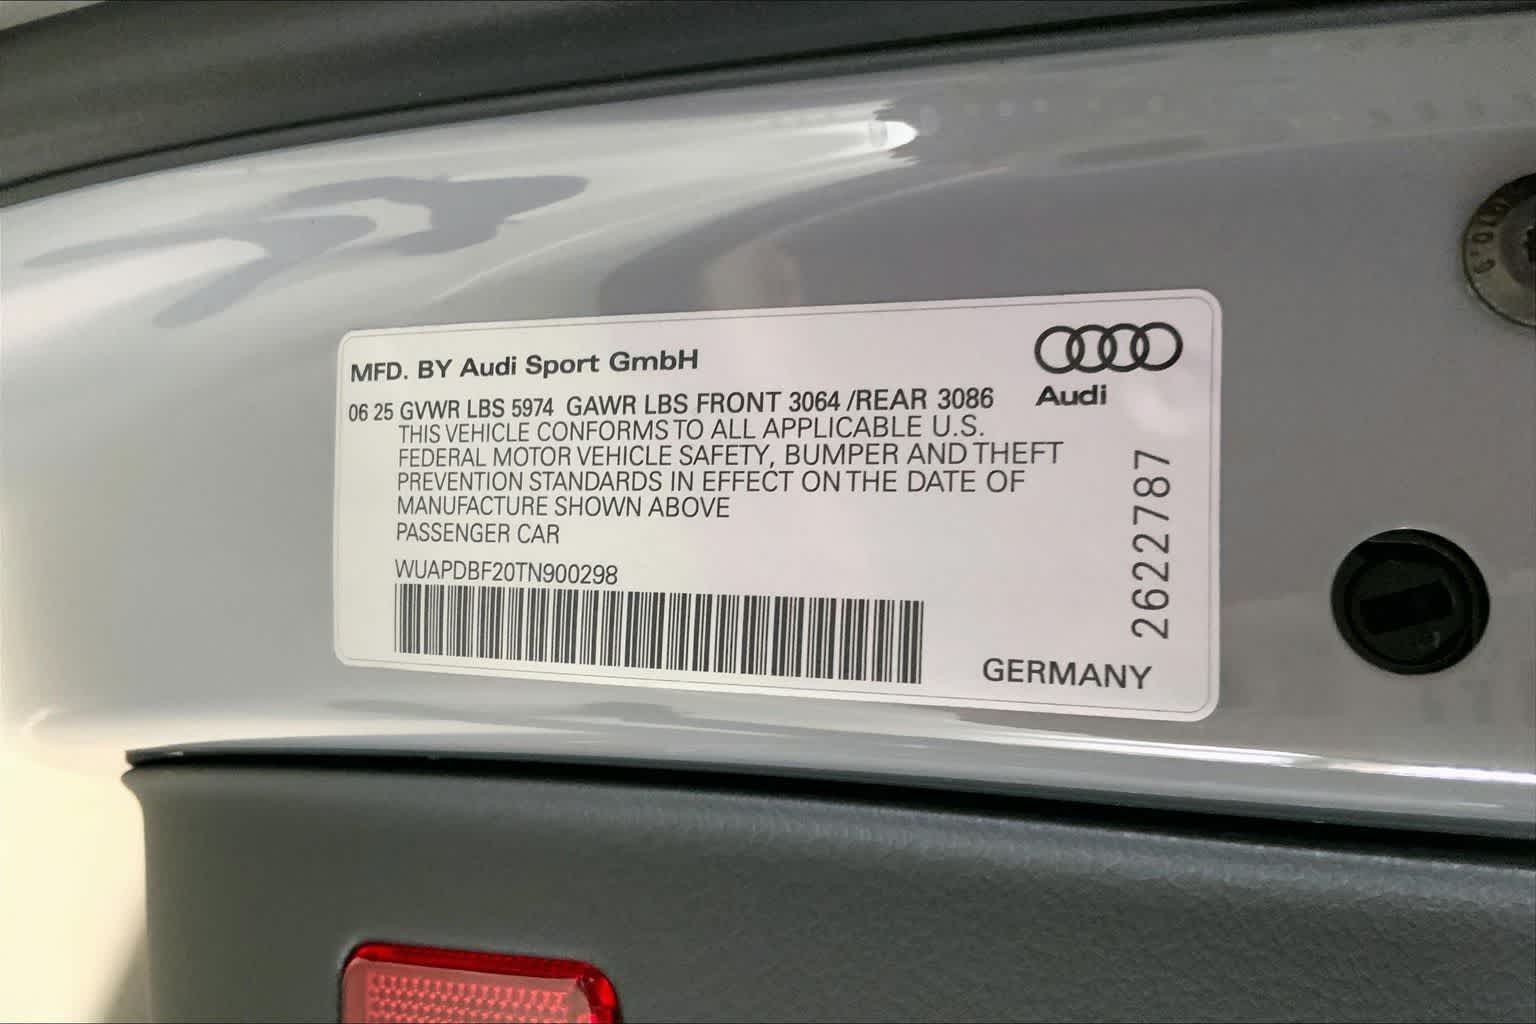 MFD. BY Audi Sport GmbH
06 25 GVWR LBS 5974 GAWR LBS FRONT 3064 /REAR 3086
THIS VEHICLE CONFORMS TO ALL APPLICABLE U.S.
FEDERAL MOTOR VEHICLE SAFETY, BUMPER AND THEFT
PREVENTION STANDARDS IN EFFECT ON THE DATE OF
MANUFACTURE SHOWN ABOVE
PASSENGER CAR
WUAPDBF20TN900298
Audi
2622787
GERMANY